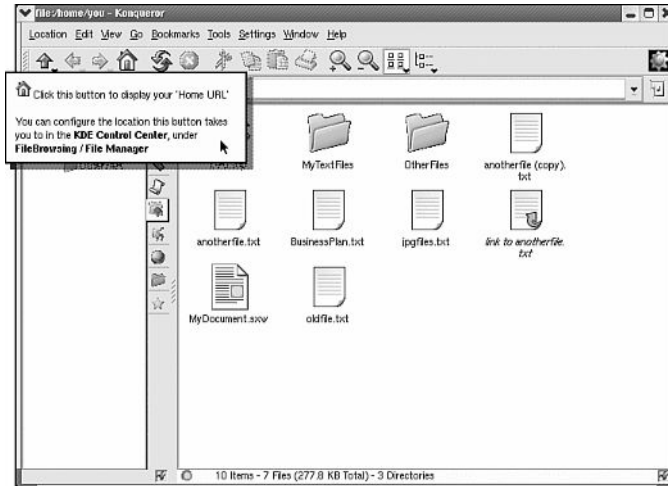 file:/home/you - Konqueror
Location Edit View Go Bookmarks Tools Settings Window Help
Click this button to display your 'Home URL'
You can configure the location this button takes
you to in the KDE Control Center, under
FileBrowsing / File Manager
MyTextFiles
OtherFiles
anotherfile (copy).
txt
anotherfile.txt
BusinessPlan.txt
jpgfiles.txt
link to anotherfile.
txt
MyDocument.sxw
oldfile.txt
10 Items - 7 Files (277.8 KB Total) - 3 Directories